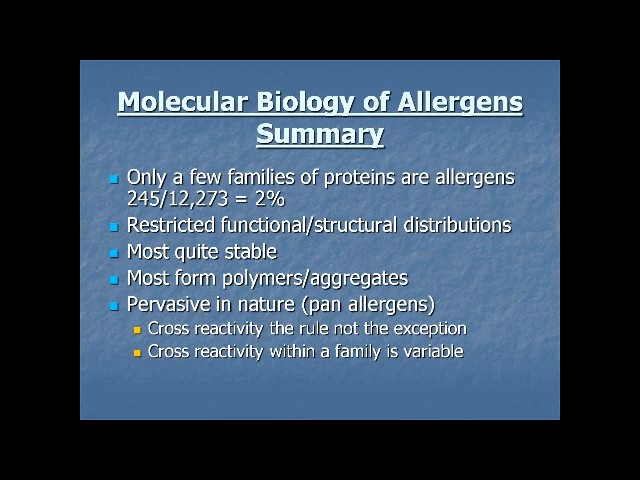 Molecular Biology of Allergens
Summary
Only a few families of proteins are allergens
245/12,273 = 2%
Restricted functional/structural distributions
Most quite stable
Most form polymers/aggregates
Pervasive in nature (pan allergens)
Cross reactivity the rule not the exception
Cross reactivity within a family is variable